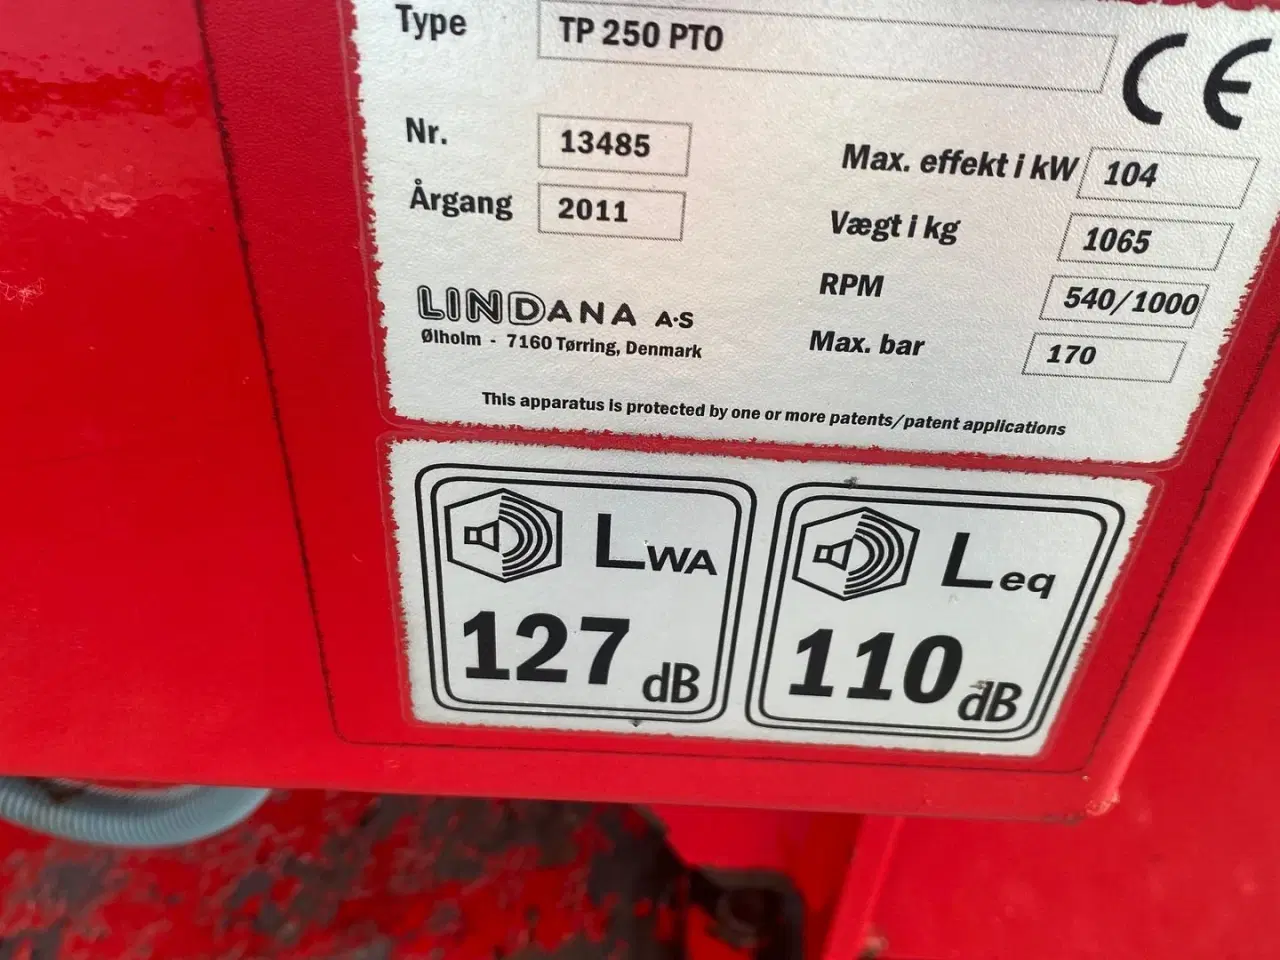 Type TP 250 PTO CE
Nr. 13485
Max. effekt i kW 104
Årgang 2011
Vægt i kg 1065
RPM 540/1000
LINDANA A·S
Ølholm - 7160 Tørring, Denmark
Max. bar 170
This apparatus is protected by one or more patents/patent applications
LWA
127 dB
Leq
110 dB